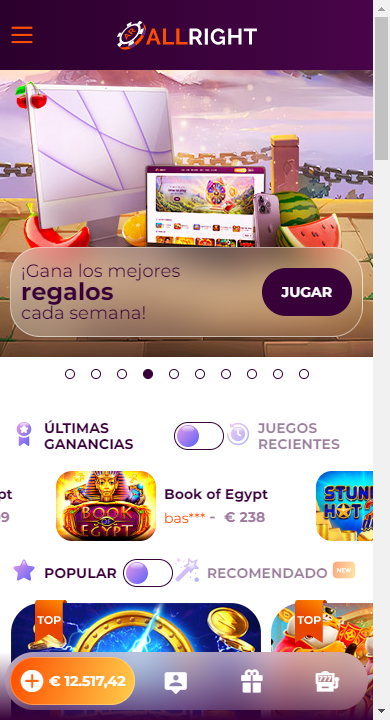 ALLRIGHT
¡Gana los mejores
regalos
cada semana!
JUGAR
ÚLTIMAS
GANANCIAS
JUEGOS
RECIENTES
pt
9
BOOK OF EGYPT
Book of Egypt
bas*** - € 238
HOT
POPULAR
RECOMENDADO
NEW
TOP
TOP
€ 12.517,42
777